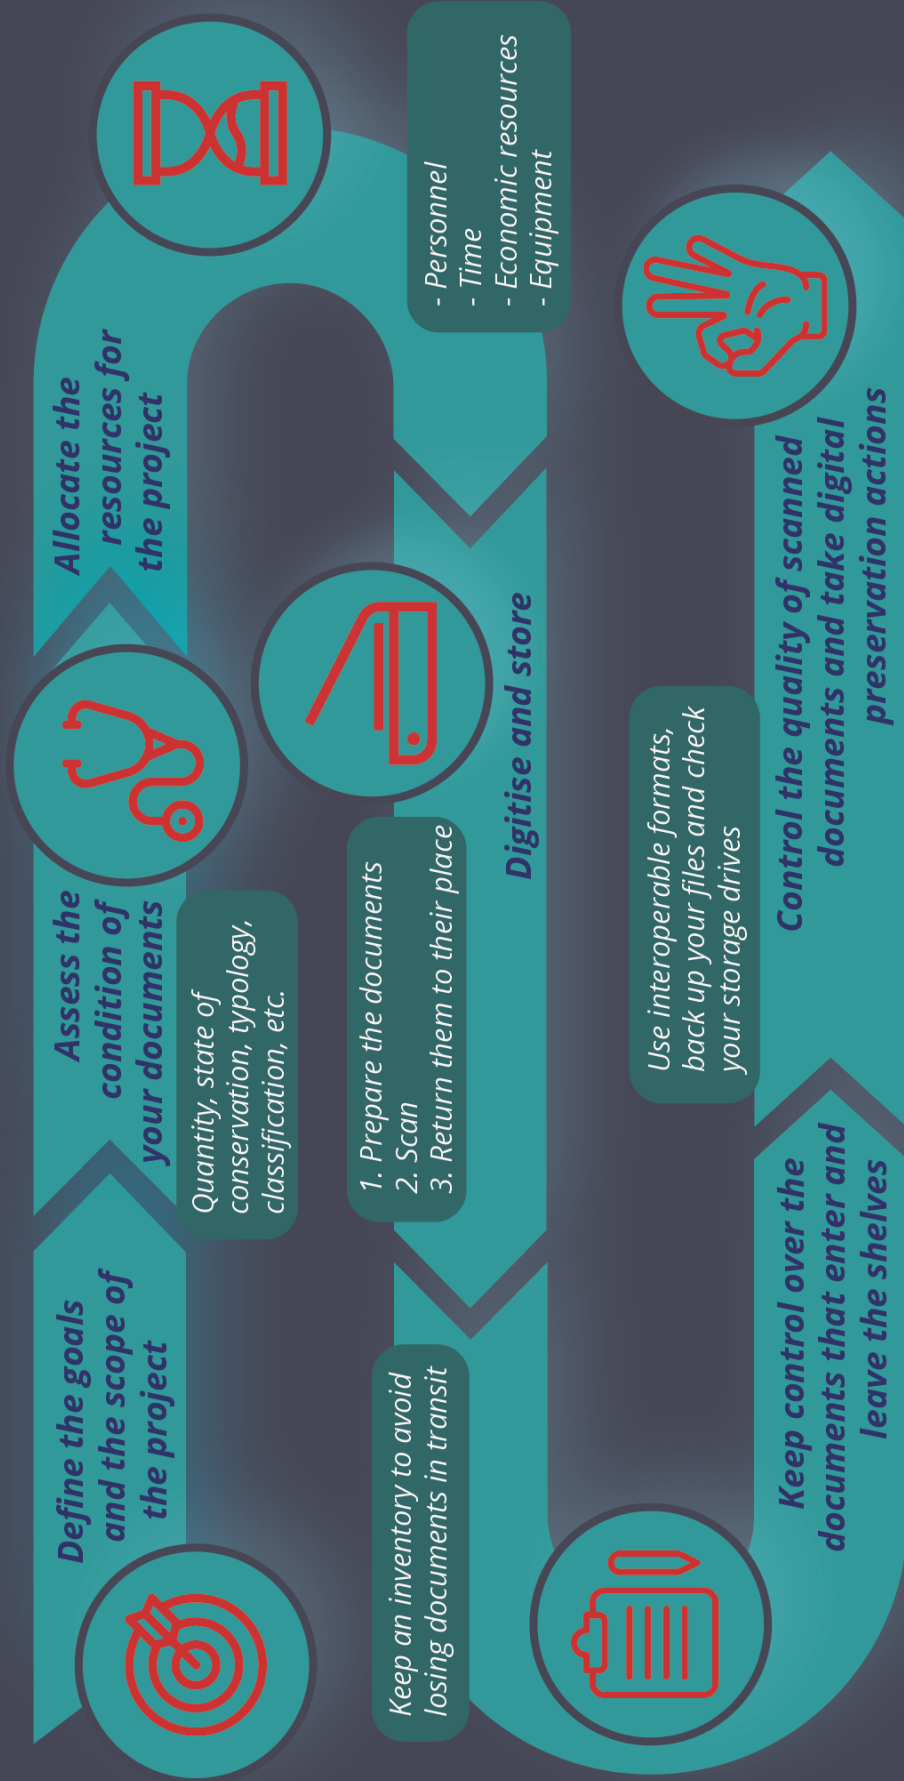 Define the goals
and the scope of
the project
Assess the
condition of
your documents
Quantity, state of
conservation, typology,
classification, etc.
Allocate the
resources for
the project
- Personnel
- Time
- Economic resources
- Equipment
Digitise and store
1. Prepare the documents
2. Scan
3. Return them to their place
Keep an inventory to avoid
losing documents in transit
Keep control over the
documents that enter and
leave the shelves
Use interoperable formats,
back up your files and check
your storage drives
Control the quality of scanned
documents and take digital
preservation actions